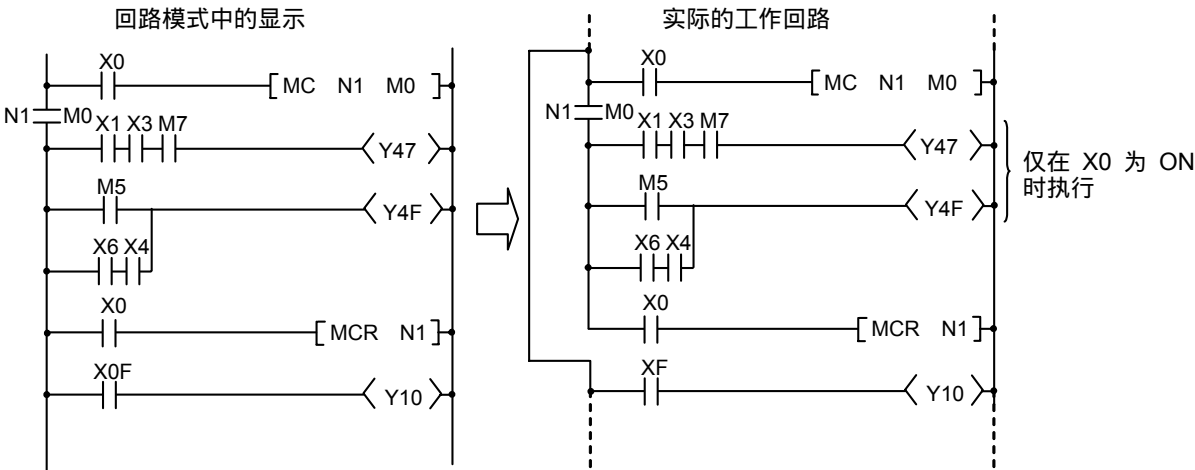 回路模式中的显示
X0
MC N1 M0
N1 M0
X1 X3 M7
Y47
M5
Y4F
X6 X4
X0
MCR N1
X0F
Y10
实际的工作回路
X0
MC N1 M0
N1 M0
X1 X3 M7
Y47
M5
Y4F
X6 X4
X0
MCR N1
XF
Y10
仅在 X0 为 ON
时执行